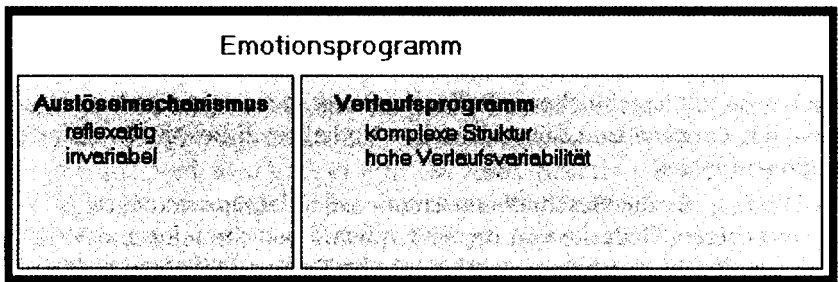 Emotionsprogramm
Auslösemechanismus
reflexartig
invariabel
Verlaufsprogramm
komplexe Struktur
hohe Verlaufsvariabilität